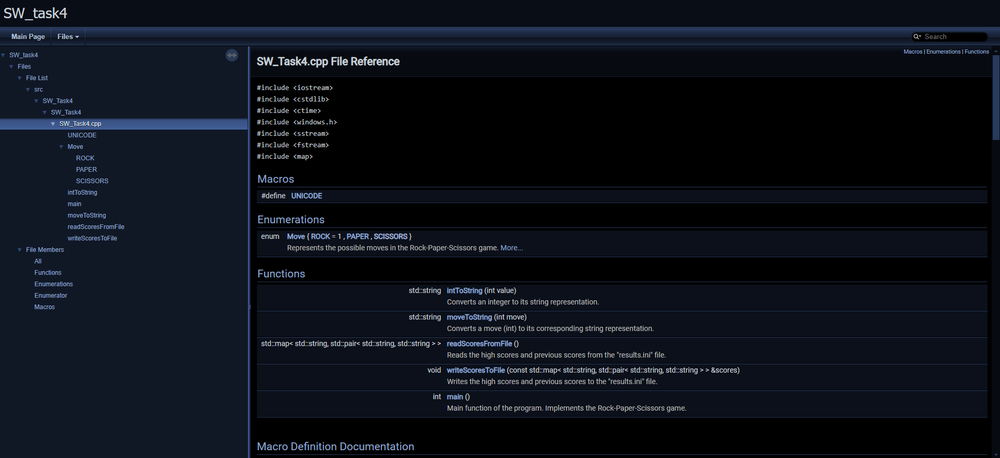 SW_task4
Main Page
Files
Search
SW_task4
Files
File List
src
SW_Task4
SW_Task4
SW_Task4.cpp
UNICODE
Move
ROCK
PAPER
SCISSORS
intToString
main
moveToString
readScoresFromFile
writeScoresToFile
File Members
All
Functions
Enumerations
Enumerator
Macros
Macros | Enumerations | Functions
SW_Task4.cpp File Reference
#include <iostream>
#include <cstdlib>
#include <ctime>
#include <windows.h>
#include <sstream>
#include <fstream>
#include <map>
Macros
#define UNICODE
Enumerations
enum Move { ROCK = 1 , PAPER , SCISSORS }
Represents the possible moves in the Rock-Paper-Scissors game. More...
Functions
std::string intToString (int value)
Converts an integer to its string representation.
std::string moveToString (int move)
Converts a move (int) to its corresponding string representation.
std::map< std::string, std::pair< std::string, std::string > > readScoresFromFile ()
Reads the high scores and previous scores from the "results.ini" file.
void writeScoresToFile (const std::map< std::string, std::pair< std::string, std::string > > &scores)
Writes the high scores and previous scores to the "results.ini" file.
int main ()
Main function of the program. Implements the Rock-Paper-Scissors game.
Macro Definition Documentation